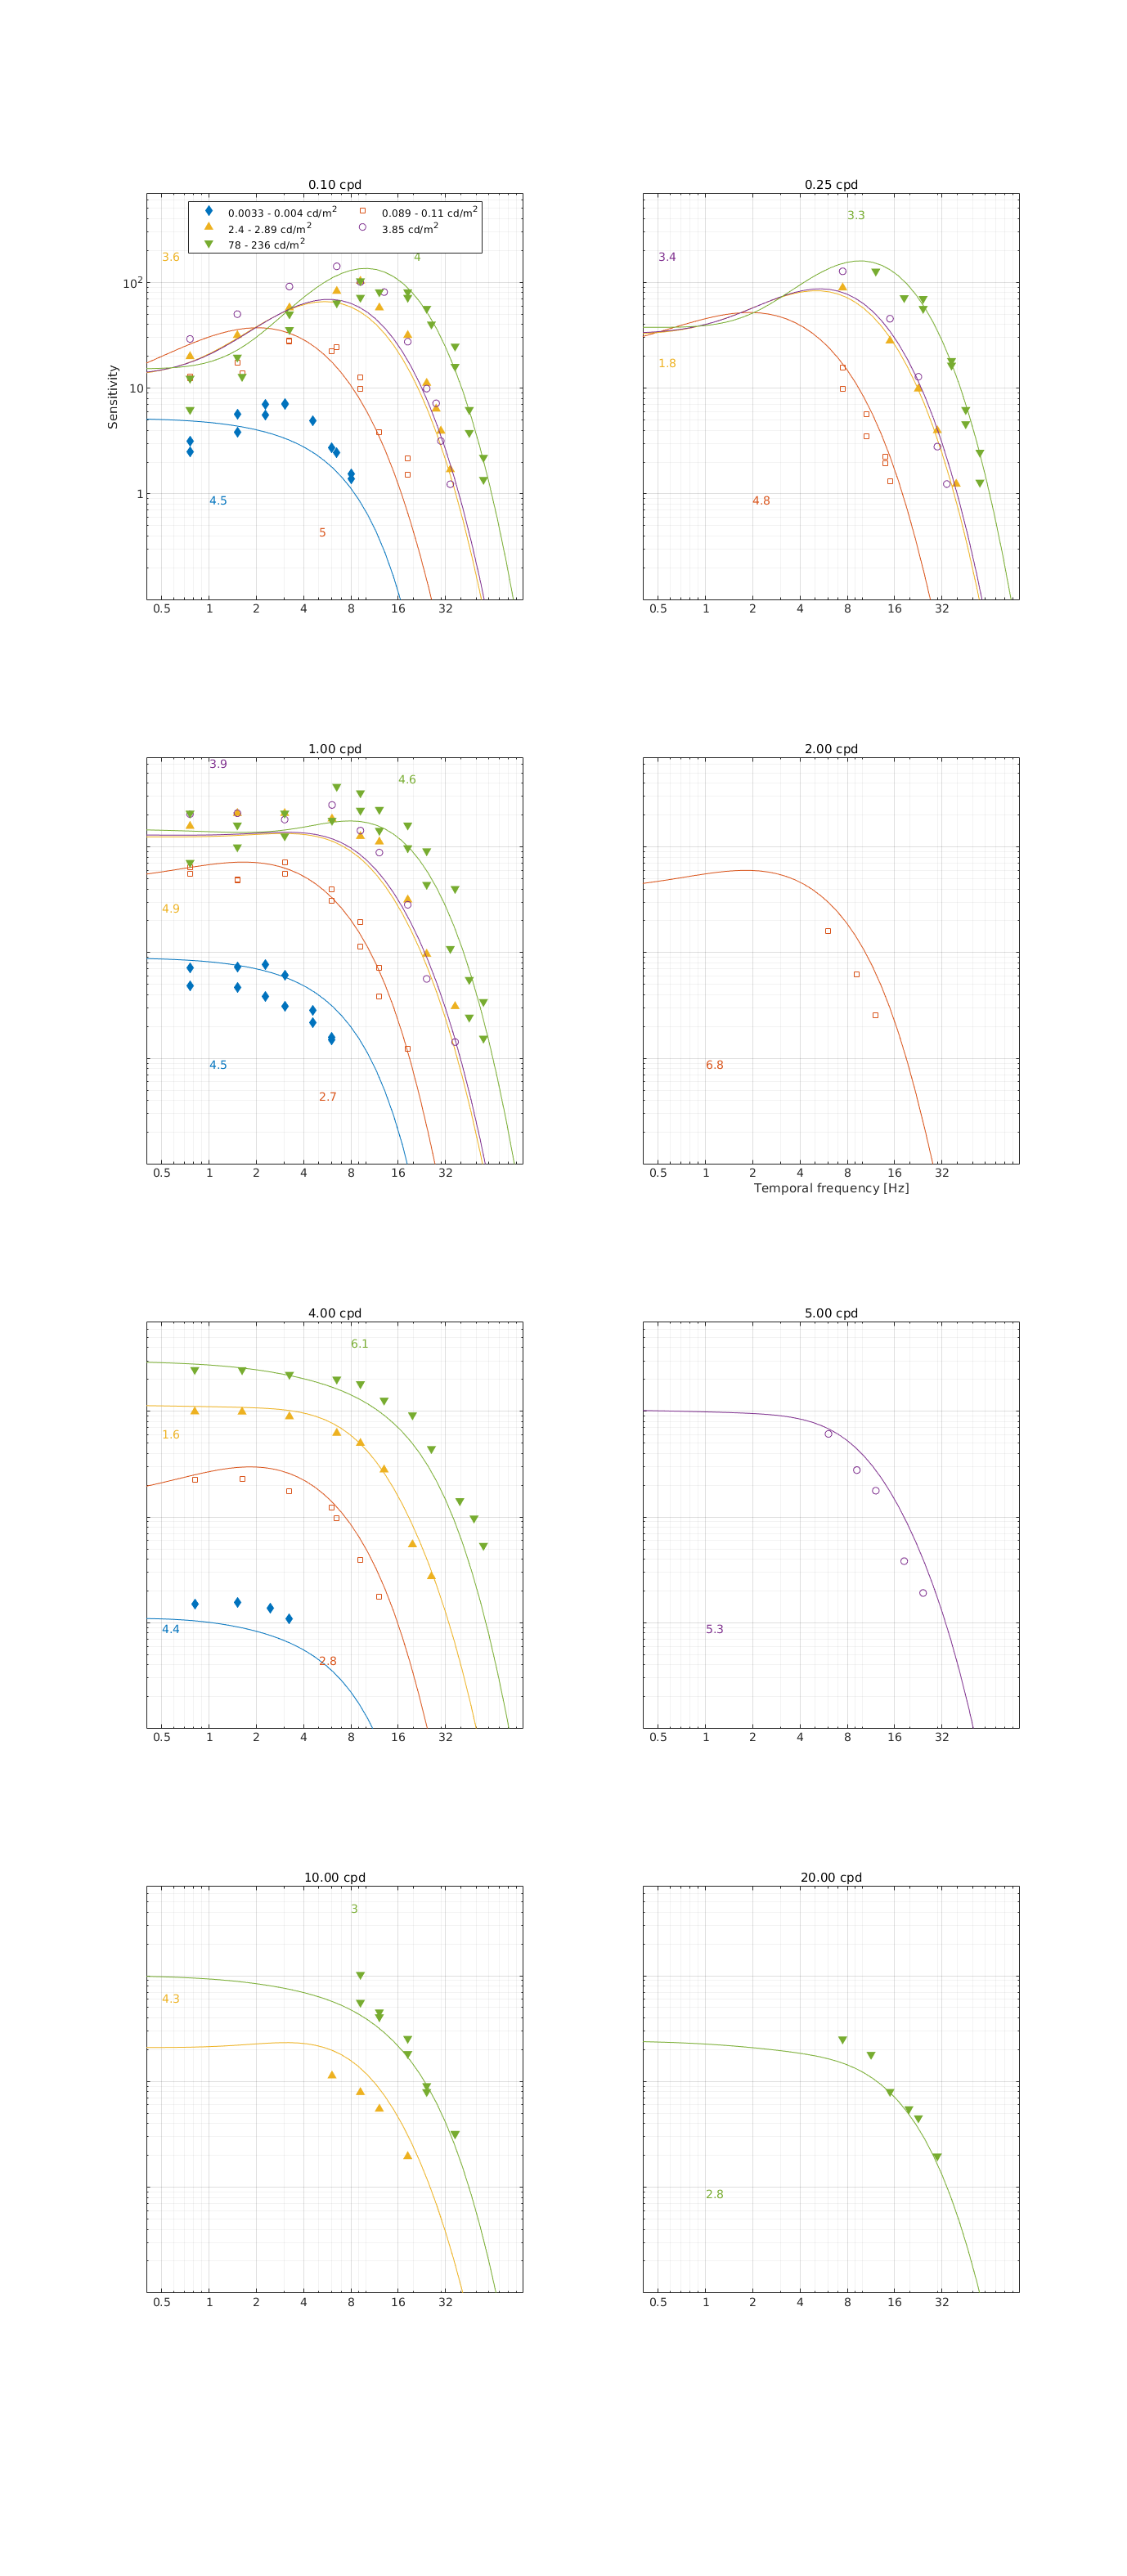 0.10 cpd
0.0033 - 0.004 cd/m²
0.089 - 0.11 cd/m²
2.4 - 2.89 cd/m²
3.85 cd/m²
78 - 236 cd/m²
3.6
4
4.5
5
10²
10
1
Sensitivity
0.5 1 2 4 8 16 32
0.25 cpd
3.3
3.4
1.8
4.8
0.5 1 2 4 8 16 32
1.00 cpd
3.9
4.6
4.9
4.5
2.7
0.5 1 2 4 8 16 32
2.00 cpd
6.8
0.5 1 2 4 8 16 32
Temporal frequency [Hz]
4.00 cpd
6.1
1.6
4.4
2.8
0.5 1 2 4 8 16 32
5.00 cpd
5.3
0.5 1 2 4 8 16 32
10.00 cpd
3
4.3
0.5 1 2 4 8 16 32
20.00 cpd
2.8
0.5 1 2 4 8 16 32